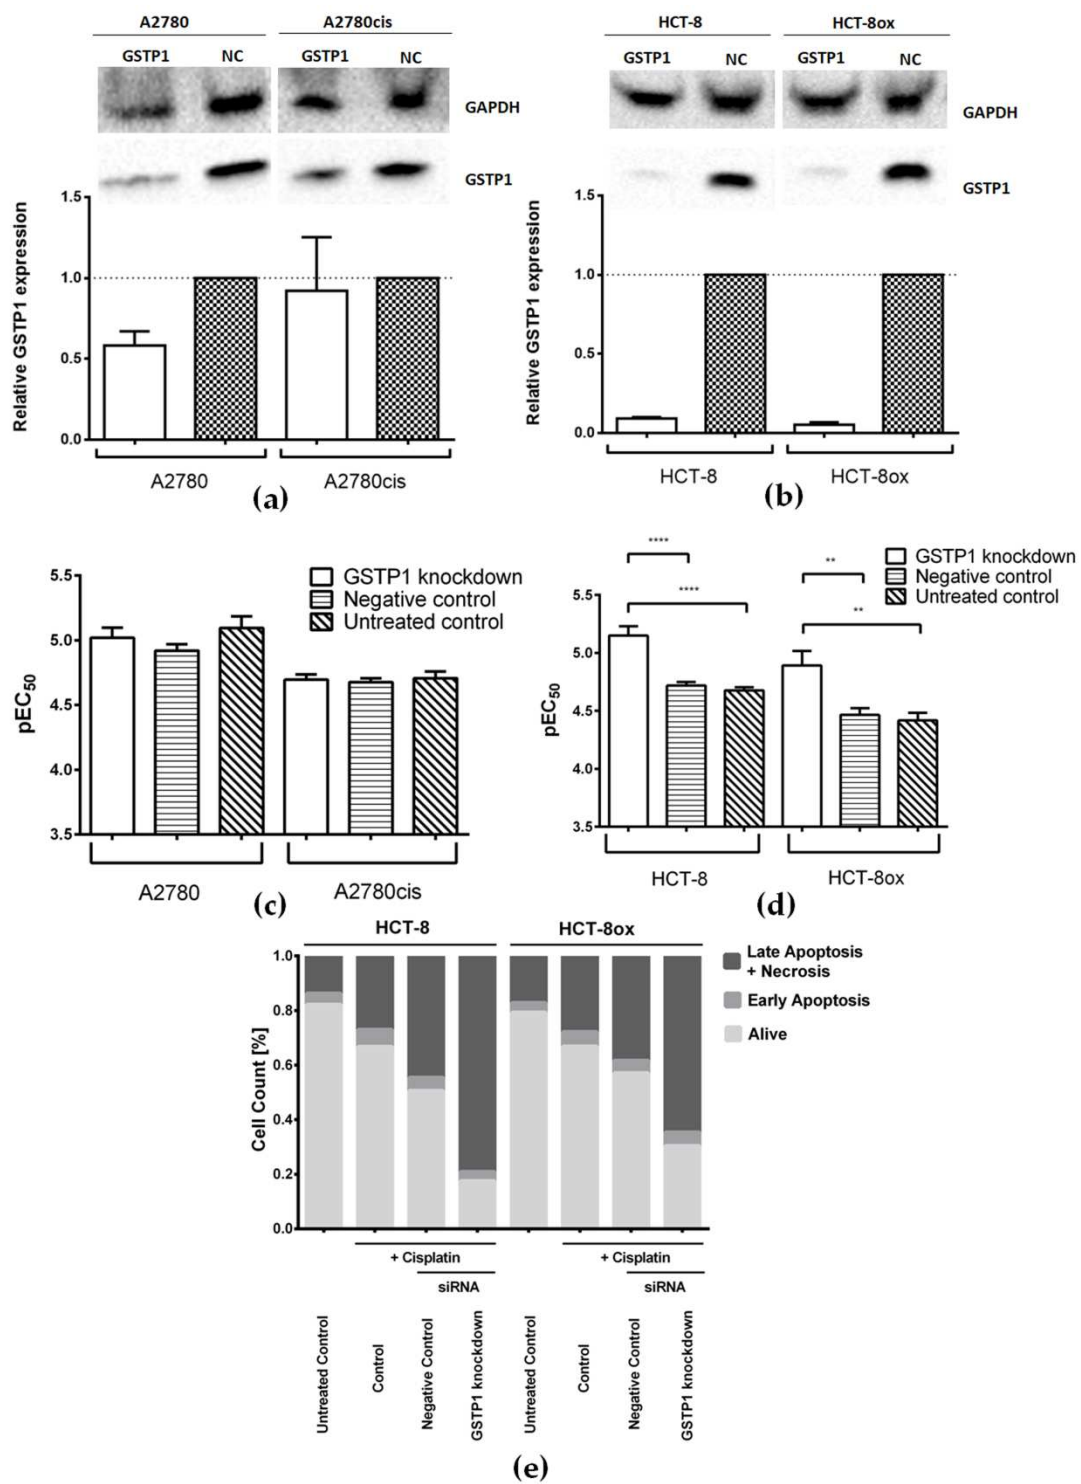 A2780 A2780cis
GSTP1 NC GSTP1 NC
GAPDH
GSTP1
1.5
1.0
0.5
0.0
Relative GSTP1 expression
A2780 A2780cis
(a)
HCT-8 HCT-8ox
GSTP1 NC GSTP1 NC
GAPDH
GSTP1
1.5
1.0
0.5
0.0
Relative GSTP1 expression
HCT-8 HCT-8ox
(b)
5.5
5.0
4.5
4.0
3.5
pEC50
GSTP1 knockdown
Negative control
Untreated control
A2780 A2780cis
(c)
**** **
**** **
GSTP1 knockdown
Negative control
Untreated control
5.5
5.0
4.5
4.0
3.5
pEC50
HCT-8 HCT-8ox
(d)
HCT-8 HCT-8ox
1.0
0.8
0.6
0.4
0.2
0.0
Cell Count [%]
Late Apoptosis
+ Necrosis
Early Apoptosis
Alive
+ Cisplatin + Cisplatin
siRNA siRNA
Untreated Control
Control
Negative Control
GSTP1 knockdown
Untreated Control
Control
Negative Control
GSTP1 knockdown
(e)